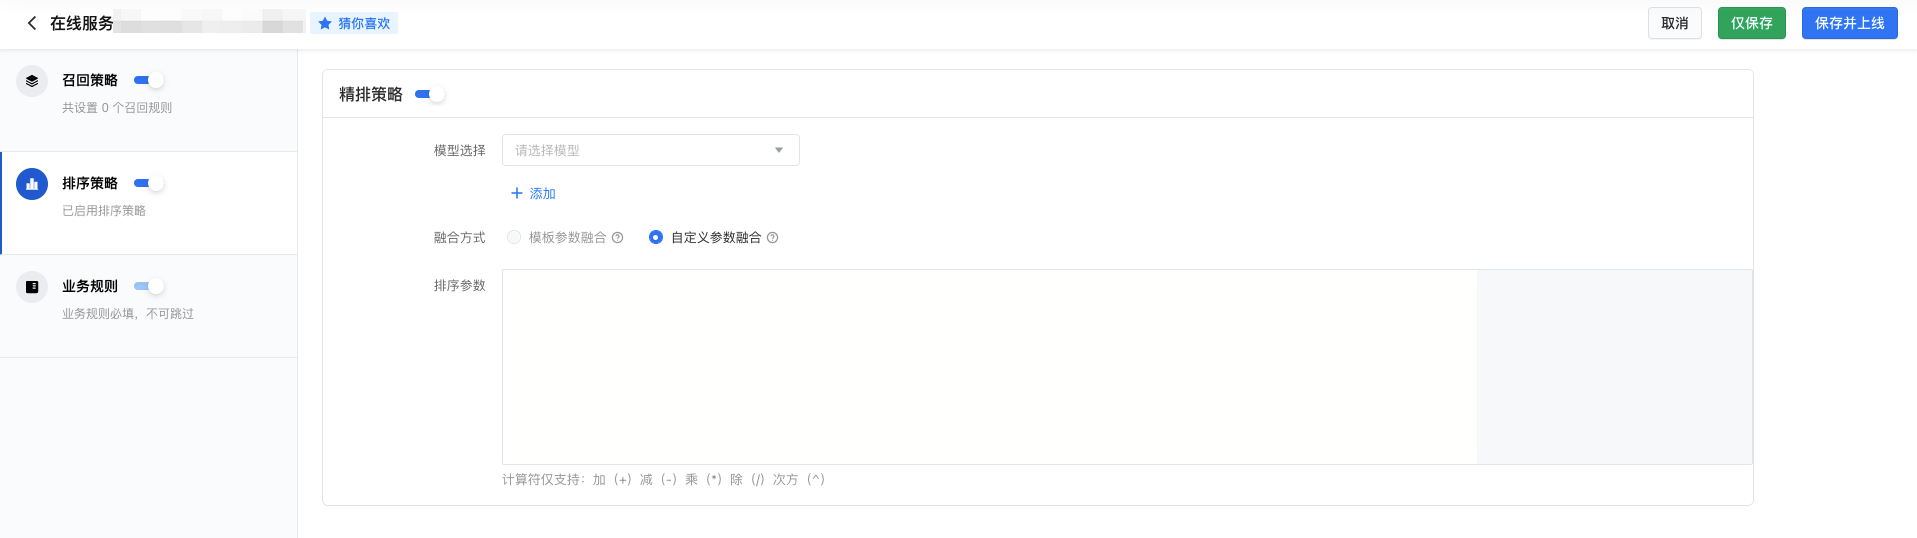 在线服务
猜你喜欢
取消
仅保存
保存并上线
召回策略
共设置 0 个召回规则
排序策略
已启用排序策略
业务规则
业务规则必填，不可跳过
精排策略
模型选择 请选择模型
+ 添加
融合方式 模板参数融合 ? 自定义参数融合 ?
排序参数
计算符仅支持：加（+）减（-）乘（*）除（/）次方（^）